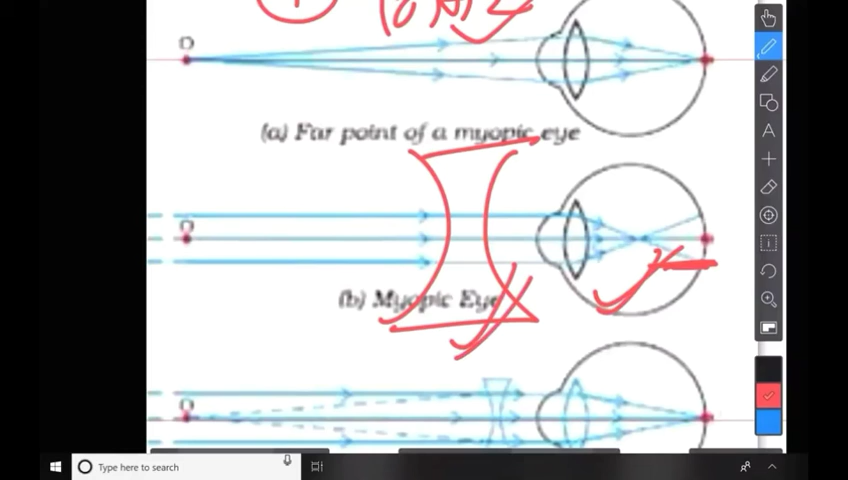 O
(a) Far point of a myopic eye
O
(b) Myopic Eye
O
Type here to search